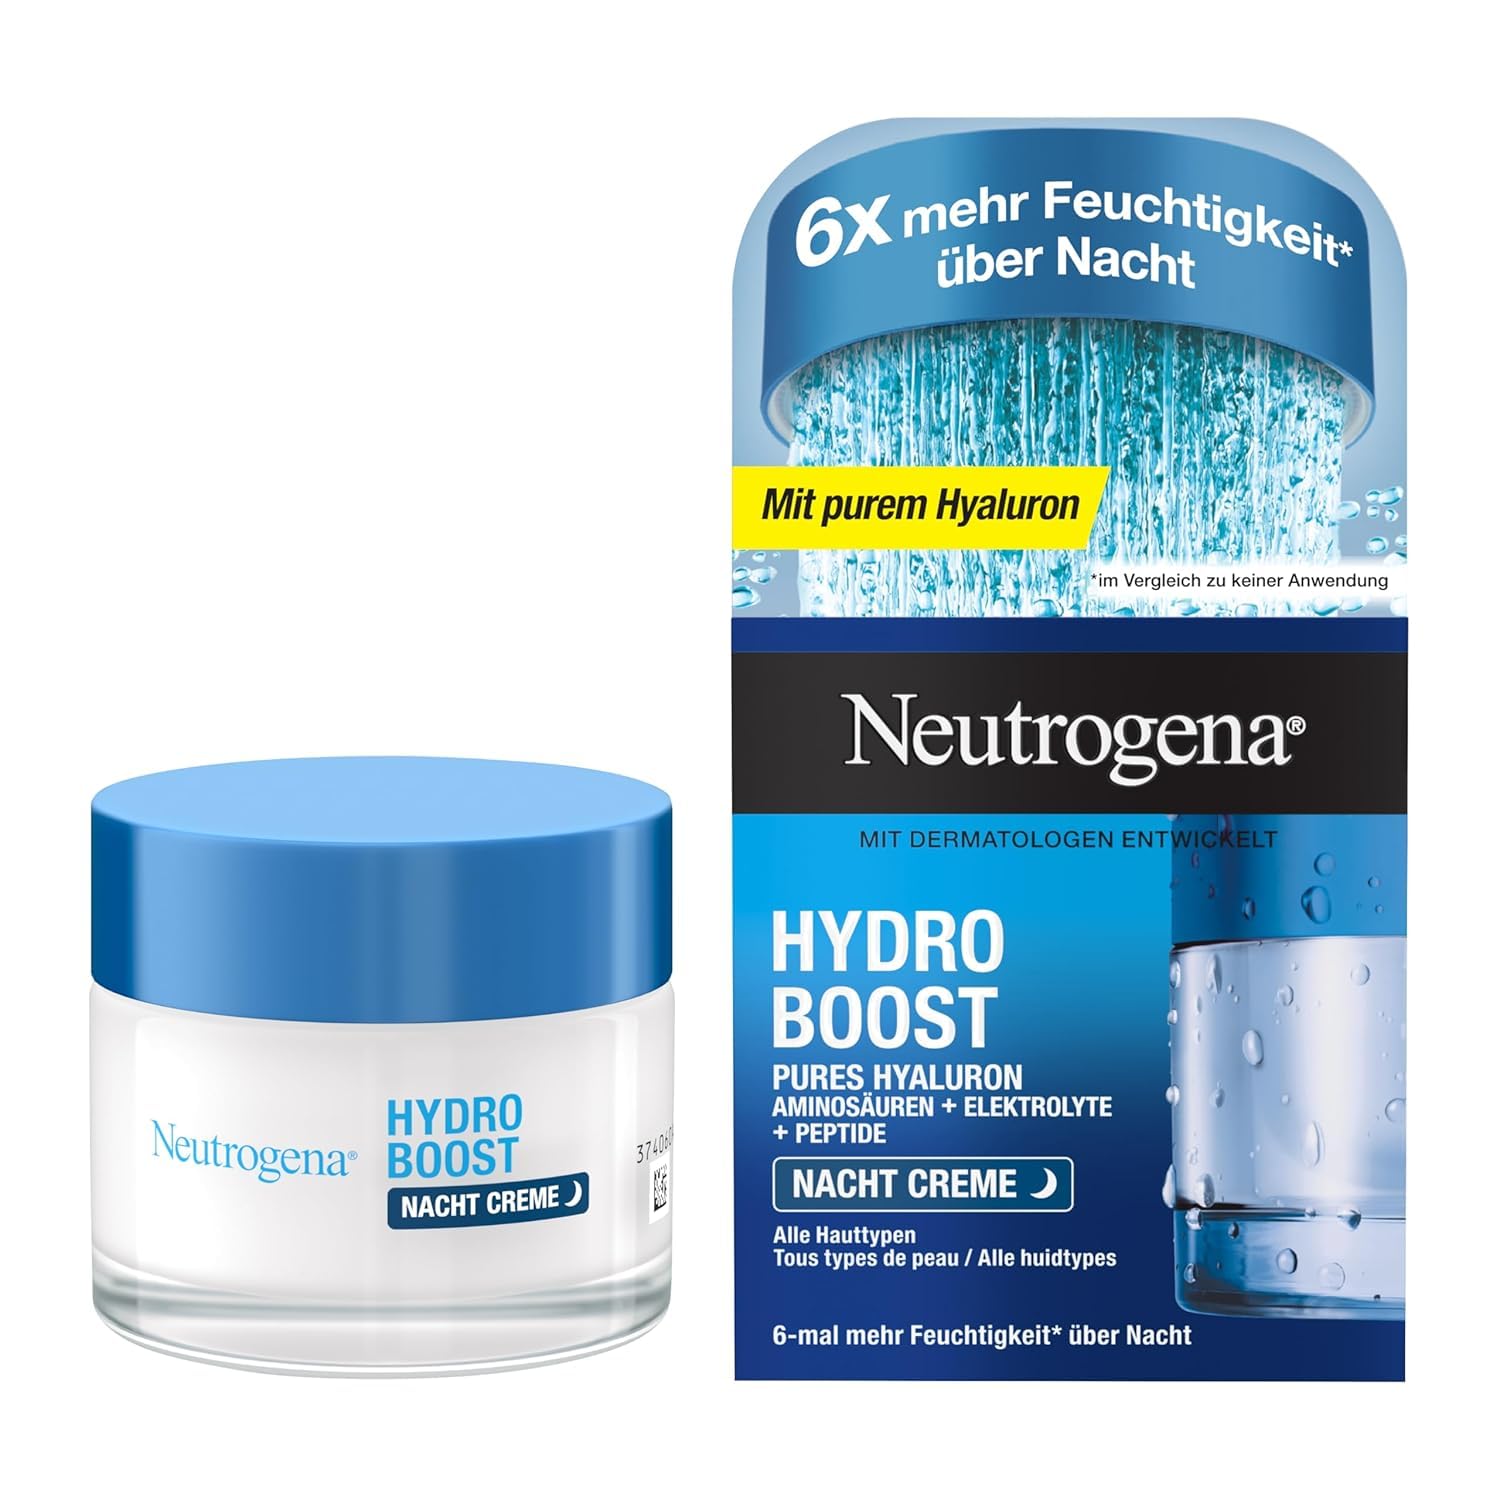 6x mehr Feuchtigkeit*
über Nacht
Mit purem Hyaluron
*im Vergleich zu keiner Anwendung
Neutrogena®
MIT DERMATOLOGEN ENTWICKELT
HYDRO
BOOST
PURES HYALURON
AMINOSÄUREN + ELEKTROLYTE
+ PEPTIDE
NACHT CREME
Alle Hauttypen
Tous types de peau / Alle huidtypes
6-mal mehr Feuchtigkeit* über Nacht
Neutrogena®
HYDRO
BOOST
NACHT CREME